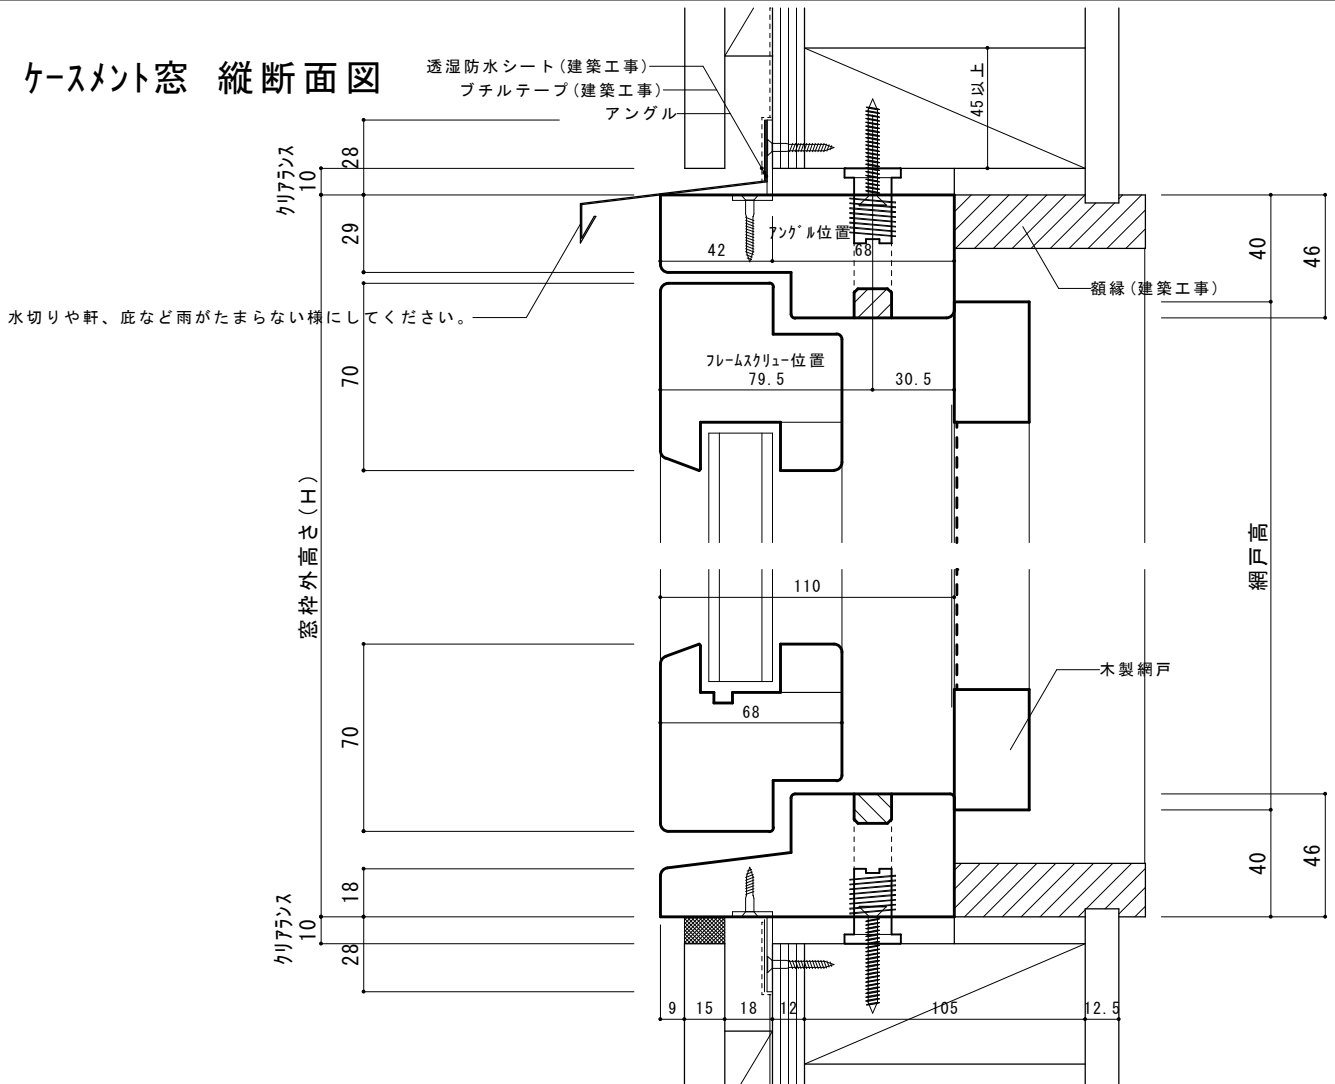 ケースメント窓 縦断面図
透湿防水シート(建築工事)
ブチルテープ(建築工事)
アングル
45以上
クリアランス
10
28
29
アングル位置
42
68
40
46
額縁(建築工事)
水切りや軒、庇など雨がたまらない様にしてください。
70
フレームスクリュー位置
79.5
30.5
窓枠外高さ(H)
網戸高
110
木製網戸
68
70
40
46
18
クリアランス
10
28
9
15
18
12
105
12.5